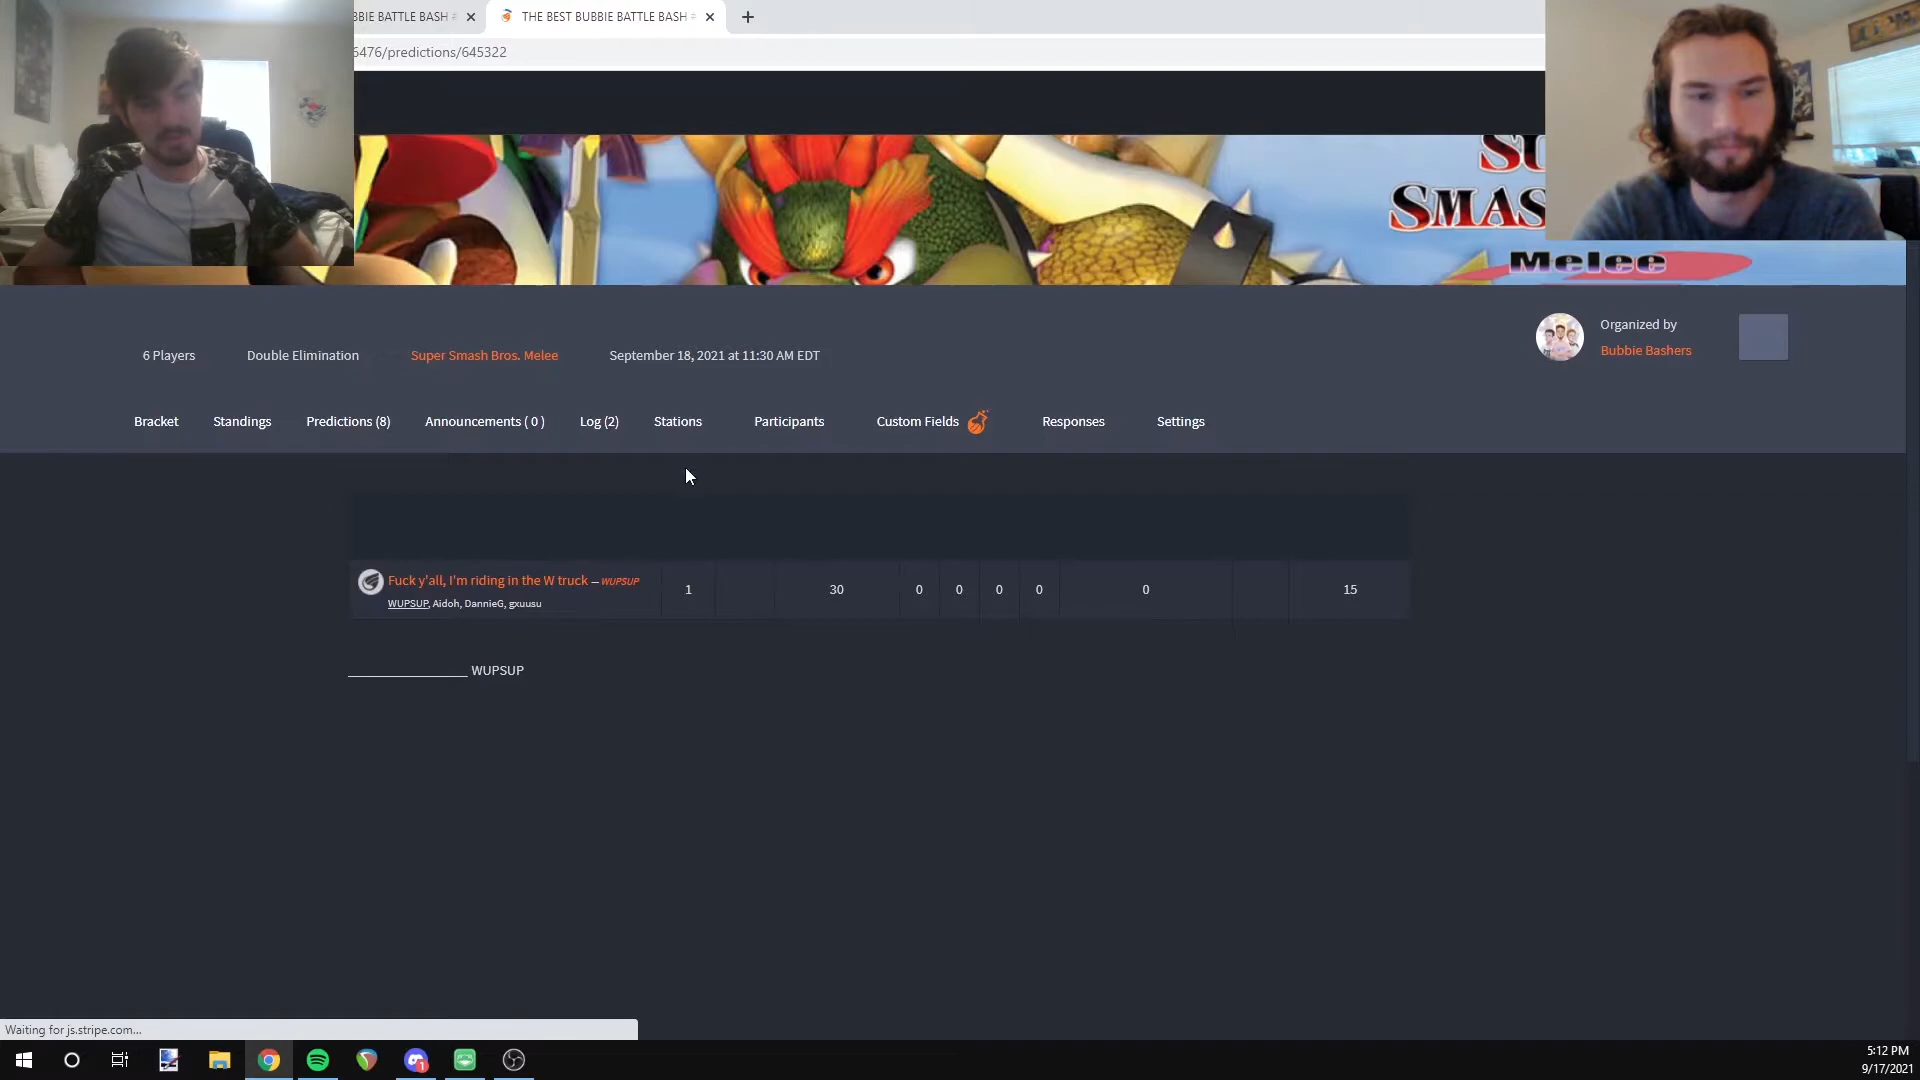 BBIE BATTLE BASH
THE BEST BUBBIE BATTLE BASH
6476/predictions/645322
SU
SMAS
Melee
6 Players
Double Elimination
Super Smash Bros. Melee
September 18, 2021 at 11:30 AM EDT
Organized by
Bubbie Bashers
Bracket
Standings
Predictions (8)
Announcements ( 0 )
Log (2)
Stations
Participants
Custom Fields
Responses
Settings
Fuck y'all, I'm riding in the W truck – WUPSUP
WUPSUP, Aidoh, DannieG, gxuusu
1
30
0
0
0
0
0
15
WUPSUP
Waiting for js.stripe.com...
1
5:12 PM
9/17/2021